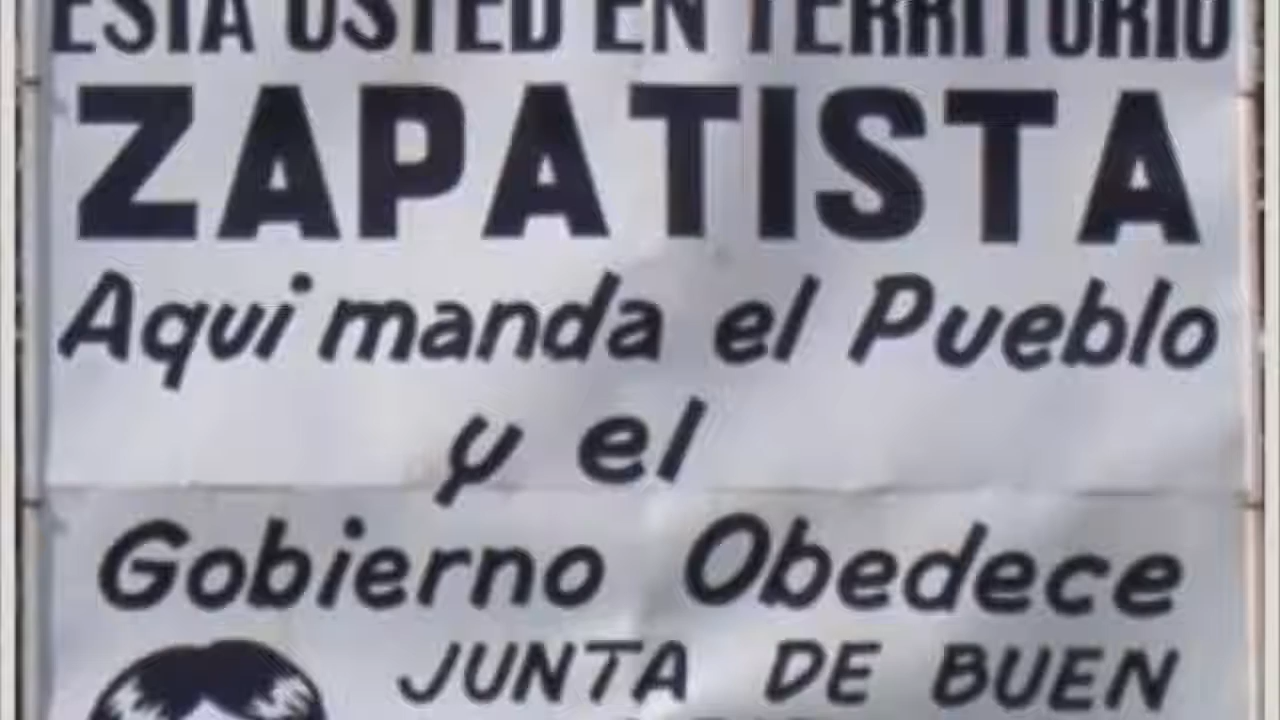 ESTA USTED EN TERRITORIO
ZAPATISTA
Aqui manda el Pueblo
y el
Gobierno Obedece
JUNTA DE BUEN